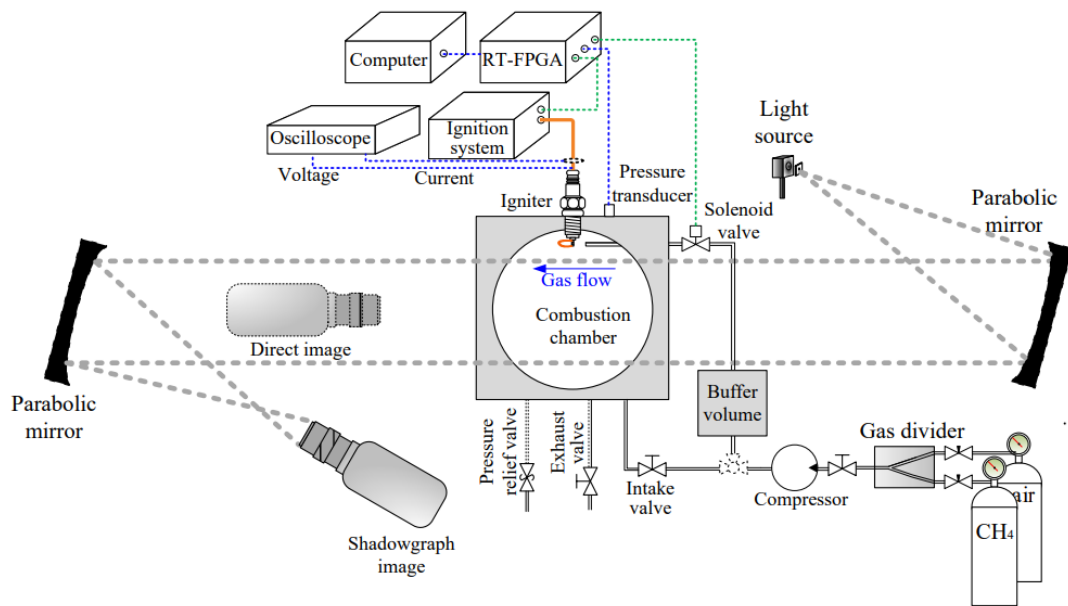 Computer
RT-FPGA
Oscilloscope
Ignition
system
Voltage
Current
Igniter
Pressure
transducer
Light
source
Solenoid
valve
Parabolic
mirror
Gas flow
Combustion
chamber
Direct image
Parabolic
mirror
Buffer
volume
Pressure
relief valve
Exhaust
valve
Intake
valve
Compressor
Gas divider
air
CH₄
Shadowgraph
image